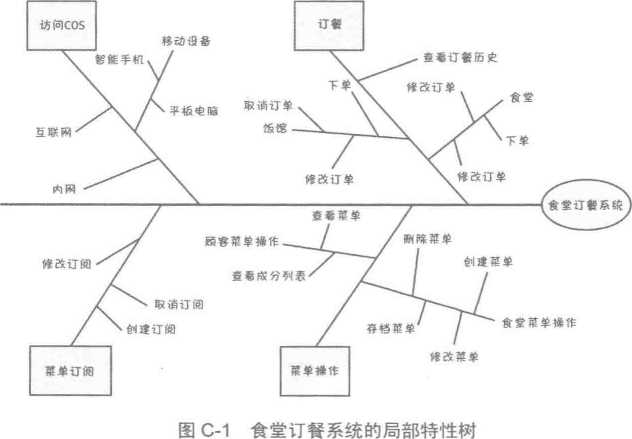 访问COS
订餐
移动设备
智能手机
查看订餐历史
下单
修改订单
食堂
取消订单
平板电脑
饭馆
互联网
下单
修改订单
修改订单
内网
食堂订餐系统
查看菜单
删除菜单
顾客菜单操作
修改订阅
创建菜单
查看成分列表
取消订阅
食堂菜单操作
创建订阅
存档菜单
修改菜单
菜单订阅
菜单操作
图 C-1 食堂订餐系统的局部特性树